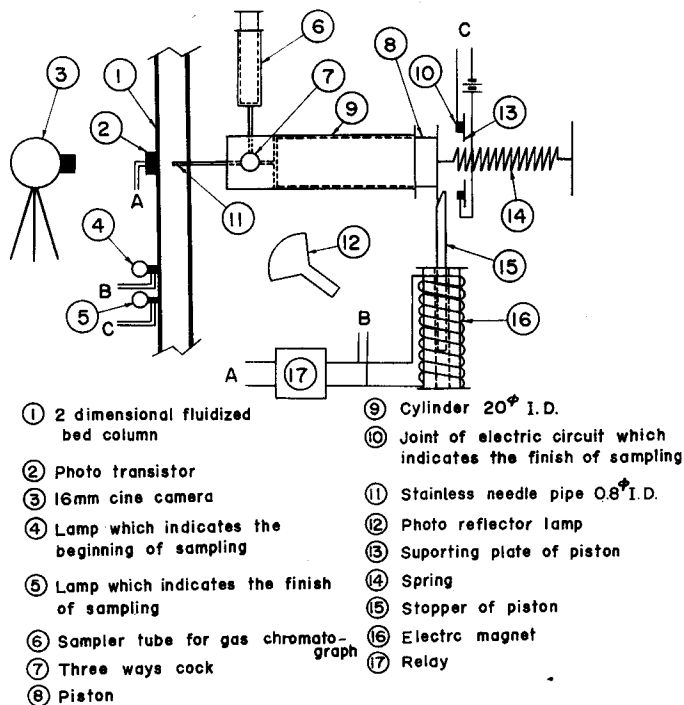 6
C
1
8
10
3
7
13
9
2
A
11
14
4
12
15
B
B
5
16
C
A
17
① 2 dimensional fluidized
bed column
② Photo transistor
③ 16mm cine camera
④ Lamp which indicates the
beginning of sampling
⑤ Lamp which indicates the finish
of sampling
⑥ Sampler tube for gas chromato-
graph
⑦ Three ways cock
⑧ Piston
⑨ Cylinder 20ᶲ I.D.
⑩ Joint of electric circuit which
indicates the finish of sampling
⑪ Stainless needle pipe 0.8ᶲ I.D.
⑫ Photo reflector lamp
⑬ Suporting plate of piston
⑭ Spring
⑮ Stopper of piston
⑯ Electrc magnet
⑰ Relay